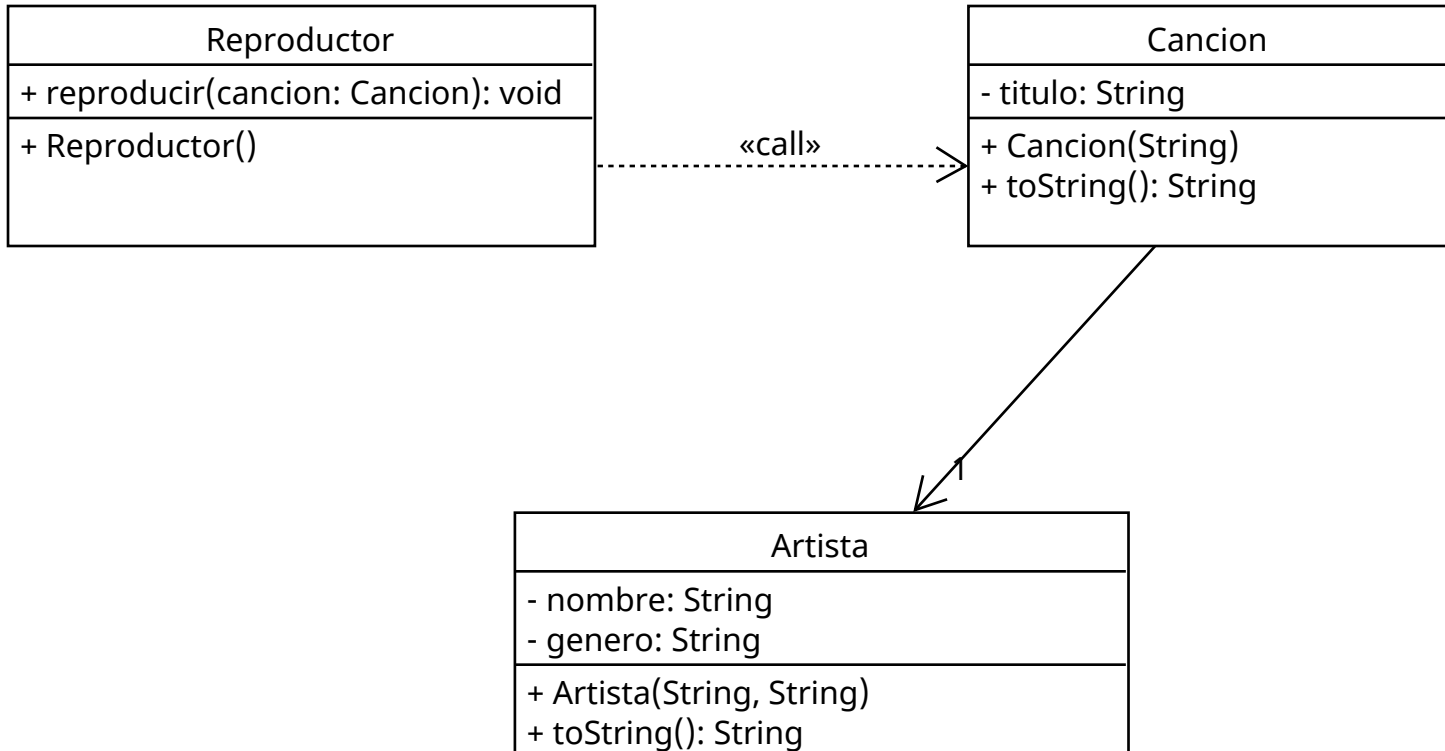 Reproductor
+ reproducir(cancion: Cancion): void
+ Reproductor()
«call»
Cancion
- titulo: String
+ Cancion(String)
+ toString(): String
1
Artista
- nombre: String
- genero: String
+ Artista(String, String)
+ toString(): String